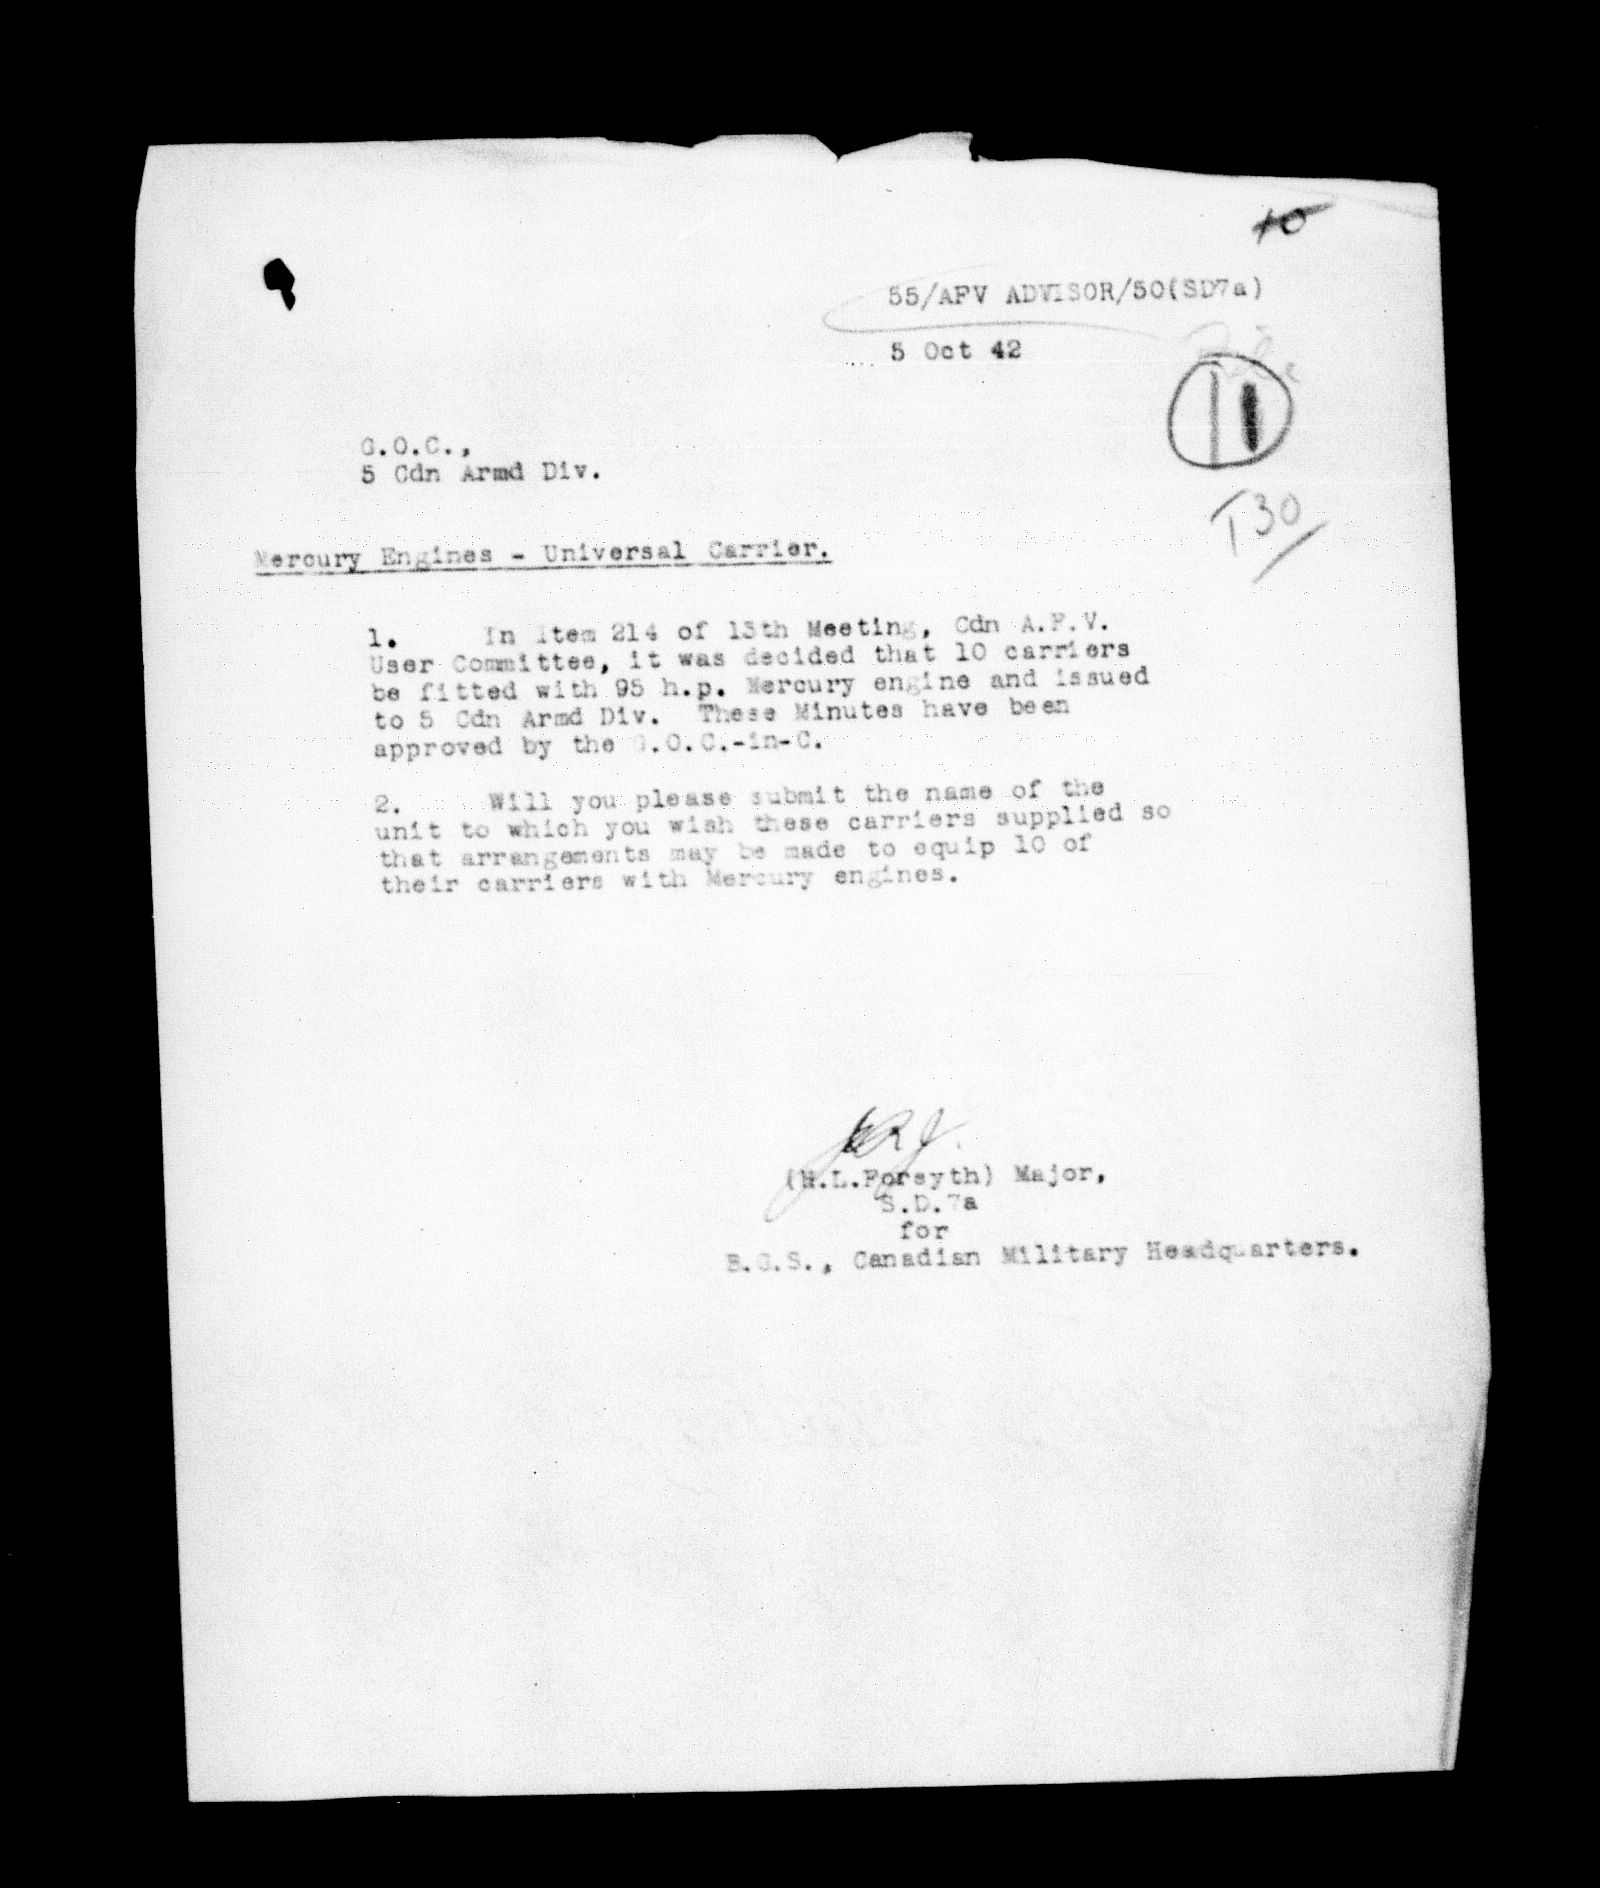 10
55/AFV ADVISOR/50(SD7a)
5 Oct 42
11
G.O.C.,
5 Cdn Armd Div.
T30
Mercury Engines - Universal Carrier.
1. In Item 214 of 13th Meeting, Cdn A.F.V.
User Committee, it was decided that 10 carriers
be fitted with 95 h.p. Mercury engine and issued
to 5 Cdn Armd Div. These Minutes have been
approved by the G.O.C.-in-C.
2. Will you please submit the name of the
unit to which you wish these carriers supplied so
that arrangements may be made to equip 10 of
their carriers with Mercury engines.
(H.L.Forsyth) Major,
S.D.7a
for
B.G.S., Canadian Military Headquarters.